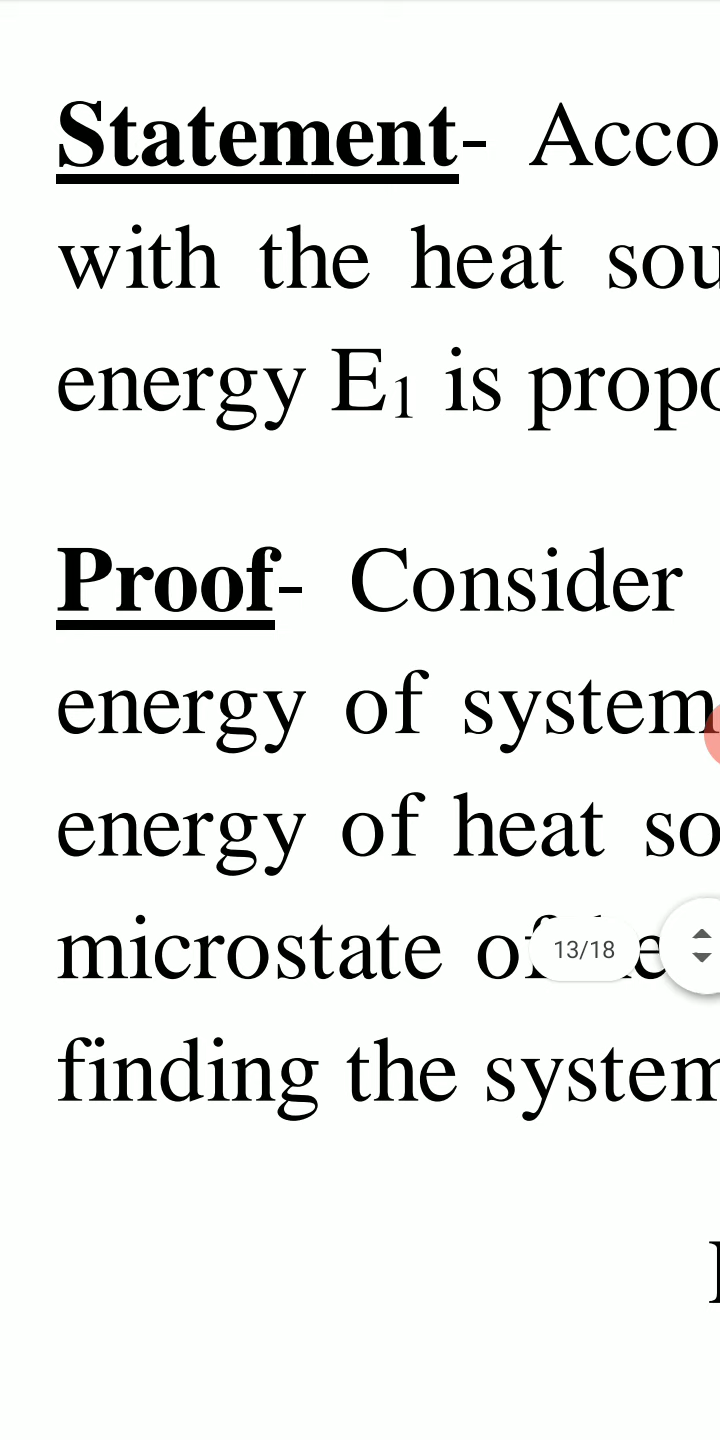 Statement- Acco
with the heat sou
energy E₁ is propo
Proof- Consider
energy of system
energy of heat so
microstate of
13/18
finding the system